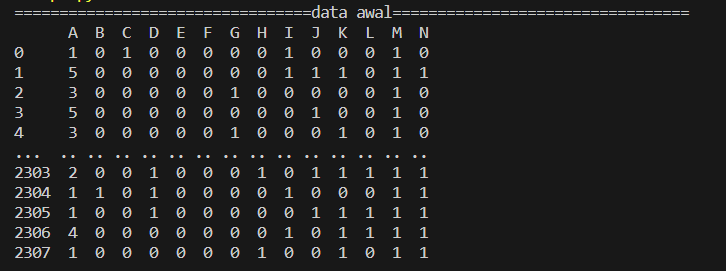 =================================data awal=================================
A B C D E F G H I J K L M N
0 1 0 1 0 0 0 0 0 1 0 0 0 1 0
1 5 0 0 0 0 0 0 0 1 1 1 0 1 1
2 3 0 0 0 0 0 1 0 0 0 0 0 1 0
3 5 0 0 0 0 0 0 0 0 1 0 0 1 0
4 3 0 0 0 0 0 1 0 0 0 1 0 1 0
... .. .. .. .. .. .. .. .. .. .. .. .. .. ..
2303 2 0 0 1 0 0 0 1 0 1 1 1 1 1
2304 1 1 0 1 0 0 0 0 1 0 0 0 1 1
2305 1 0 0 1 0 0 0 0 0 1 1 1 1 1
2306 4 0 0 0 0 0 0 0 1 0 1 1 1 1
2307 1 0 0 0 0 0 0 1 0 0 1 0 1 1